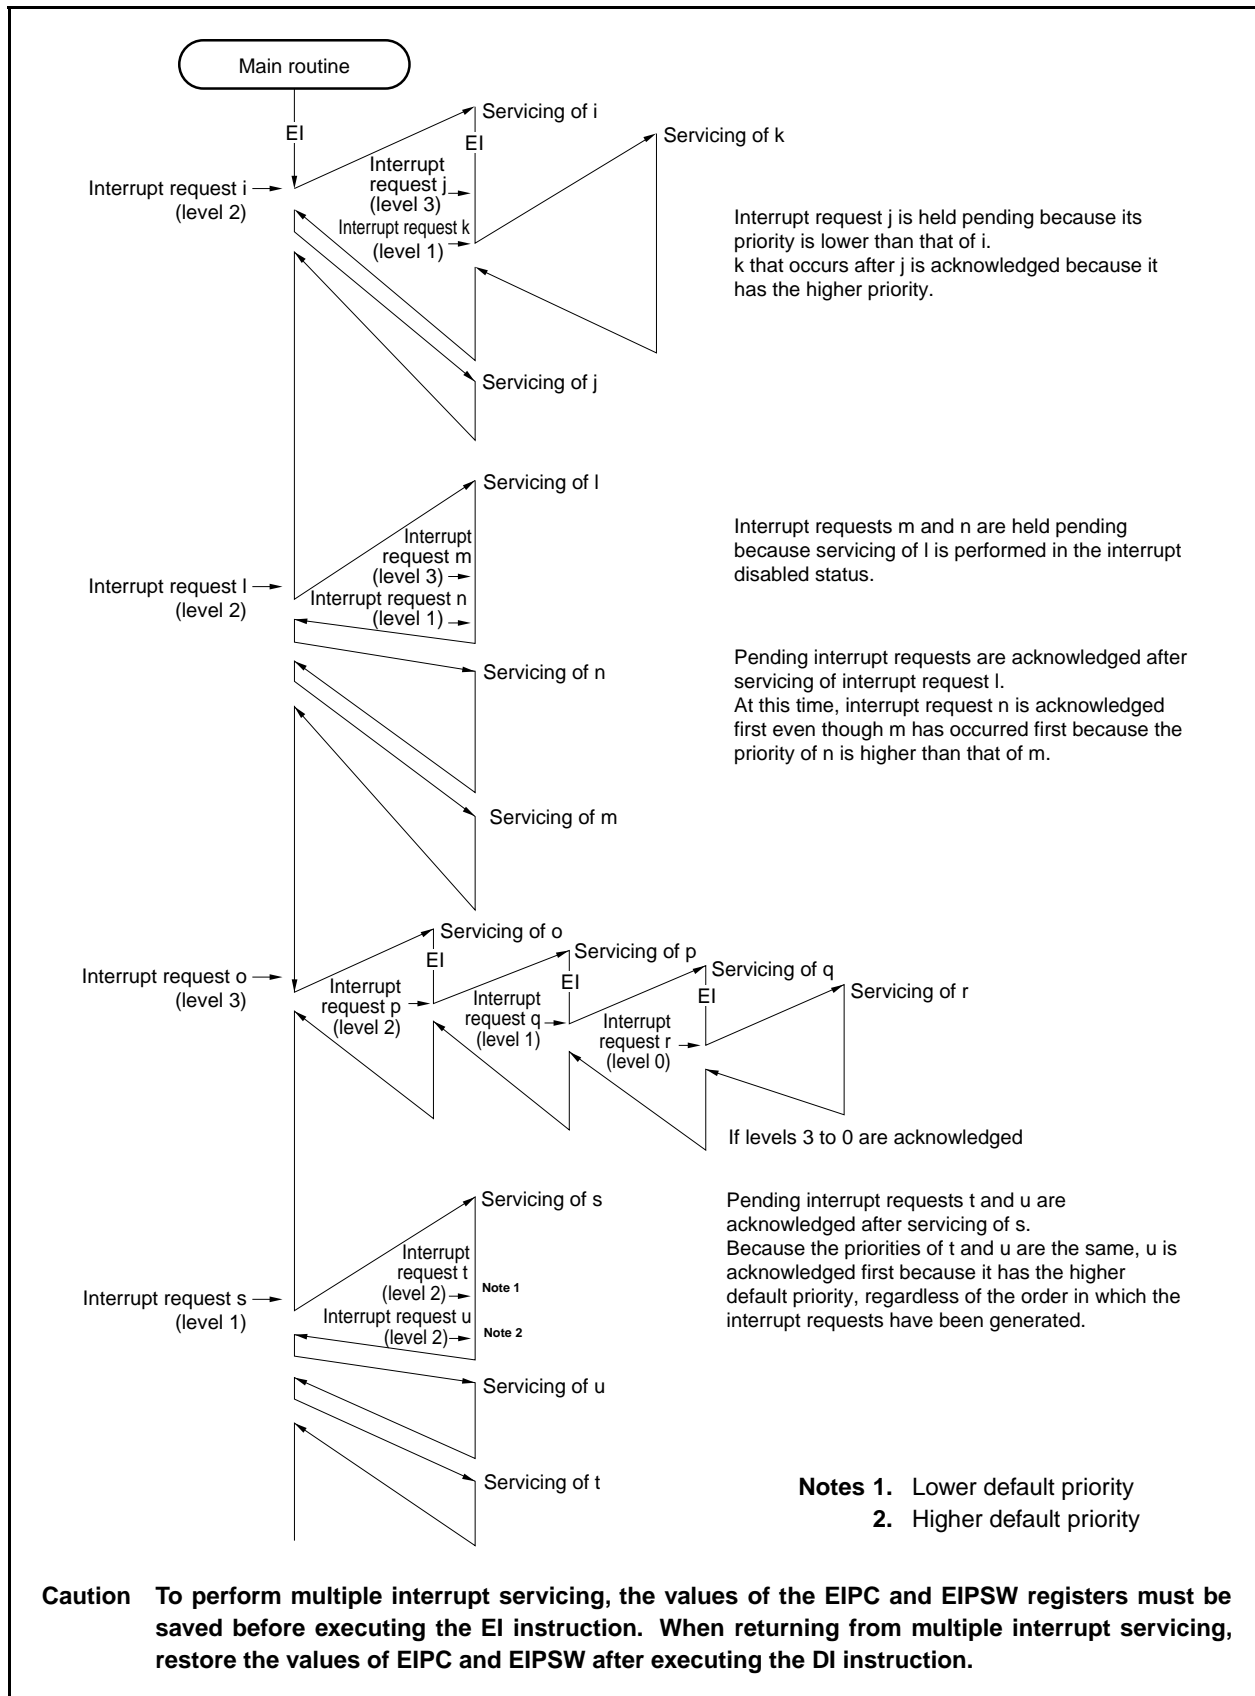 Main routine
EI
Servicing of i
EI
Servicing of k
Interrupt request i
(level 2)
Interrupt
request j
(level 3)
Interrupt request k
(level 1)
Interrupt request j is held pending because its
priority is lower than that of i.
k that occurs after j is acknowledged because it
has the higher priority.
Servicing of j
Servicing of l
Interrupt request l
(level 2)
Interrupt
request m
(level 3)
Interrupt request n
(level 1)
Interrupt requests m and n are held pending
because servicing of l is performed in the interrupt
disabled status.
Servicing of n
Pending interrupt requests are acknowledged after
servicing of interrupt request l.
At this time, interrupt request n is acknowledged
first even though m has occurred first because the
priority of n is higher than that of m.
Servicing of m
Interrupt request o
(level 3)
Servicing of o
EI
Interrupt
request p
(level 2)
Servicing of p
EI
Interrupt
request q
(level 1)
Servicing of q
EI
Interrupt
request r
(level 0)
Servicing of r
If levels 3 to 0 are acknowledged
Servicing of s
Interrupt request s
(level 1)
Interrupt
request t
(level 2)
Note 1
Interrupt request u
(level 2)
Note 2
Pending interrupt requests t and u are
acknowledged after servicing of s.
Because the priorities of t and u are the same, u is
acknowledged first because it has the higher
default priority, regardless of the order in which the
interrupt requests have been generated.
Servicing of u
Servicing of t
Notes 1. Lower default priority
2. Higher default priority
Caution To perform multiple interrupt servicing, the values of the EIPC and EIPSW registers must be
saved before executing the EI instruction. When returning from multiple interrupt servicing,
restore the values of EIPC and EIPSW after executing the DI instruction.